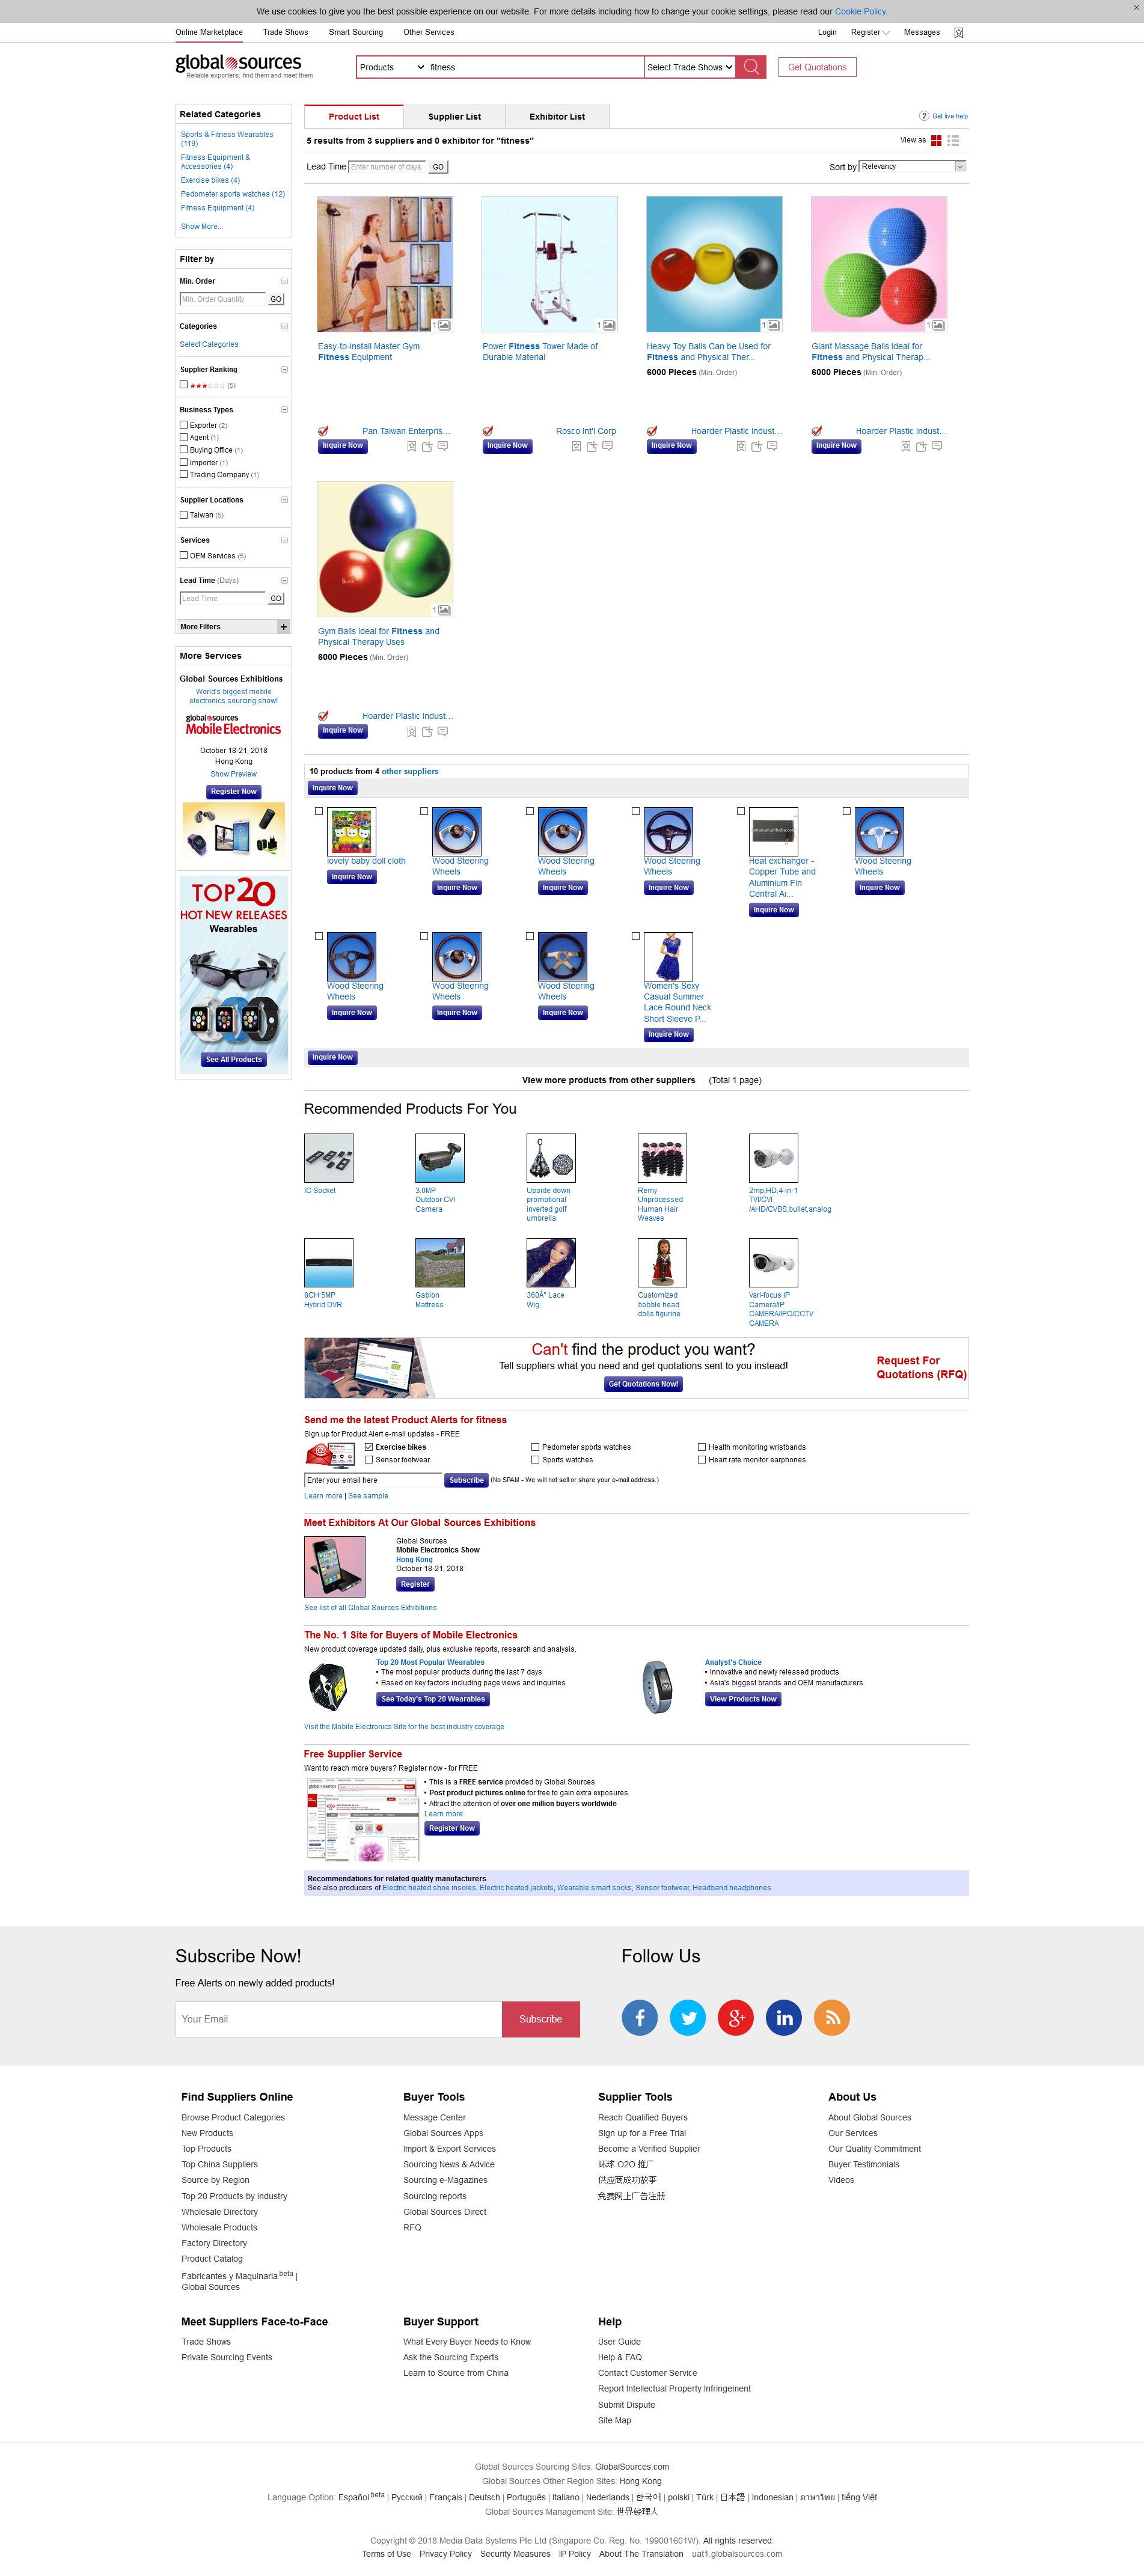 We use cookies to give you the best possible experience on our website. For more details including how to change your cookie settings, please read our Cookie Policy.
Online Marketplace Trade Shows Smart Sourcing Other Services Login Register Messages
global sources
Reliable exporters: find them and meet them
Products fitness Select Trade Shows Get Quotations
Related Categories
Sports & Fitness Wearables
(119)
Fitness Equipment &
Accessories (4)
Exercise bikes (4)
Pedometer sports watches (12)
Fitness Equipment (4)
Show More...
Filter by
Min. Order
Min. Order Quantity GO
Categories
Select Categories
Supplier Ranking
(5)
Business Types
Exporter (2)
Agent (1)
Buying Office (1)
Importer (1)
Trading Company (1)
Supplier Locations
Taiwan (5)
Services
OEM Services (5)
Lead Time (Days)
Lead Time GO
More Filters
More Services
Global Sources Exhibitions
World's biggest mobile
electronics sourcing show!
global sources
Mobile Electronics
October 18-21, 2018
Hong Kong
Show Preview
Register Now
TOP20
HOT NEW RELEASES
Wearables
See All Products
Product List Supplier List Exhibitor List
Get live help
5 results from 3 suppliers and 0 exhibitor for "fitness"
View as
Lead Time Enter number of days GO
Sort by Relevancy
1 1 1 1
Easy-to-Install Master Gym
Fitness Equipment
Pan Taiwan Enterpris...
Inquire Now
Power Fitness Tower Made of
Durable Material
Rosco Int'l Corp
Inquire Now
Heavy Toy Balls Can be Used for
Fitness and Physical Ther...
6000 Pieces (Min. Order)
Hoarder Plastic Indust...
Inquire Now
Giant Massage Balls Ideal for
Fitness and Physical Therap...
6000 Pieces (Min. Order)
Hoarder Plastic Indust...
Inquire Now
1
Gym Balls Ideal for Fitness and
Physical Therapy Uses
6000 Pieces (Min. Order)
Hoarder Plastic Indust...
Inquire Now
10 products from 4 other suppliers
Inquire Now
lovely baby doll cloth
Inquire Now
Wood Steering
Wheels
Inquire Now
Wood Steering
Wheels
Inquire Now
Wood Steering
Wheels
Inquire Now
Heat exchanger -
Copper Tube and
Aluminium Fin
Central Ai...
Inquire Now
Wood Steering
Wheels
Inquire Now
Wood Steering
Wheels
Inquire Now
Wood Steering
Wheels
Inquire Now
Wood Steering
Wheels
Inquire Now
Women's Sexy
Casual Summer
Lace Round Neck
Short Sleeve P...
Inquire Now
Inquire Now
View more products from other suppliers (Total 1 page)
Recommended Products For You
IC Socket
3.0MP
Outdoor CVI
Camera
Upside down
promotional
inverted golf
umbrella
Remy
Unprocessed
Human Hair
Weaves
2mp,HD,4-in-1
TVI/CVI
/AHD/CVBS,bullet,analog
8CH 5MP
Hybrid DVR
Gabion
Mattress
360Â° Lace
Wig
Customized
bobble head
dolls figurine
Vari-focus IP
Camera/IP
CAMERA/IPC/CCTV
CAMERA
Can't find the product you want?
Tell suppliers what you need and get quotations sent to you instead!
Get Quotations Now!
Request For
Quotations (RFQ)
Send me the latest Product Alerts for fitness
Sign up for Product Alert e-mail updates - FREE
Exercise bikes Pedometer sports watches Health monitoring wristbands
Sensor footwear Sports watches Heart rate monitor earphones
Enter your email here Subscribe (No SPAM - We will not sell or share your e-mail address.)
Learn more | See sample
Meet Exhibitors At Our Global Sources Exhibitions
Global Sources
Mobile Electronics Show
Hong Kong
October 18-21, 2018
Register
See list of all Global Sources Exhibitions
The No. 1 Site for Buyers of Mobile Electronics
New product coverage updated daily, plus exclusive reports, research and analysis.
Top 20 Most Popular Wearables
• The most popular products during the last 7 days
• Based on key factors including page views and inquiries
See Today's Top 20 Wearables
Analyst's Choice
• Innovative and newly released products
• Asia's biggest brands and OEM manufacturers
View Products Now
Visit the Mobile Electronics Site for the best industry coverage
Free Supplier Service
Want to reach more buyers? Register now - for FREE
global sources
• This is a FREE service provided by Global Sources
• Post product pictures online for free to gain extra exposures
• Attract the attention of over one million buyers worldwide
Learn more
Register Now
Recommendations for related quality manufacturers
See also producers of Electric heated shoe insoles, Electric heated jackets, Wearable smart socks, Sensor footwear, Headband headphones
Subscribe Now!
Free Alerts on newly added products!
Your Email Subscribe
Follow Us
Find Suppliers Online
Browse Product Categories
New Products
Top Products
Top China Suppliers
Source by Region
Top 20 Products by Industry
Wholesale Directory
Wholesale Products
Factory Directory
Product Catalog
Fabricantes y Maquinaria beta |
Global Sources
Buyer Tools
Message Center
Global Sources Apps
Import & Export Services
Sourcing News & Advice
Sourcing e-Magazines
Sourcing reports
Global Sources Direct
RFQ
Supplier Tools
Reach Qualified Buyers
Sign up for a Free Trial
Become a Verified Supplier
环球 O2O 推广
供应商成功故事
免费网上广告注册
About Us
About Global Sources
Our Services
Our Quality Commitment
Buyer Testimonials
Videos
Meet Suppliers Face-to-Face
Trade Shows
Private Sourcing Events
Buyer Support
What Every Buyer Needs to Know
Ask the Sourcing Experts
Learn to Source from China
Help
User Guide
Help & FAQ
Contact Customer Service
Report Intellectual Property Infringement
Submit Dispute
Site Map
Global Sources Sourcing Sites: GlobalSources.com
Global Sources Other Region Sites: Hong Kong
Language Option: Español beta | Русский | Français | Deutsch | Português | Italiano | Nederlands | 한국어 | polski | Türk | 日本語 | Indonesian | ภาษาไทย | tiếng Việt
Global Sources Management Site: 世界经理人
Copyright © 2018 Media Data Systems Pte Ltd (Singapore Co. Reg. No. 199001601W). All rights reserved.
Terms of Use Privacy Policy Security Measures IP Policy About The Translation uat1.globalsources.com